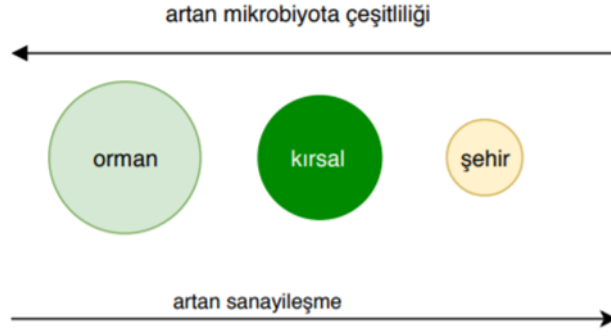 artan mikrobiyota çeşitliliği
orman
kırsal
şehir
artan sanayileşme